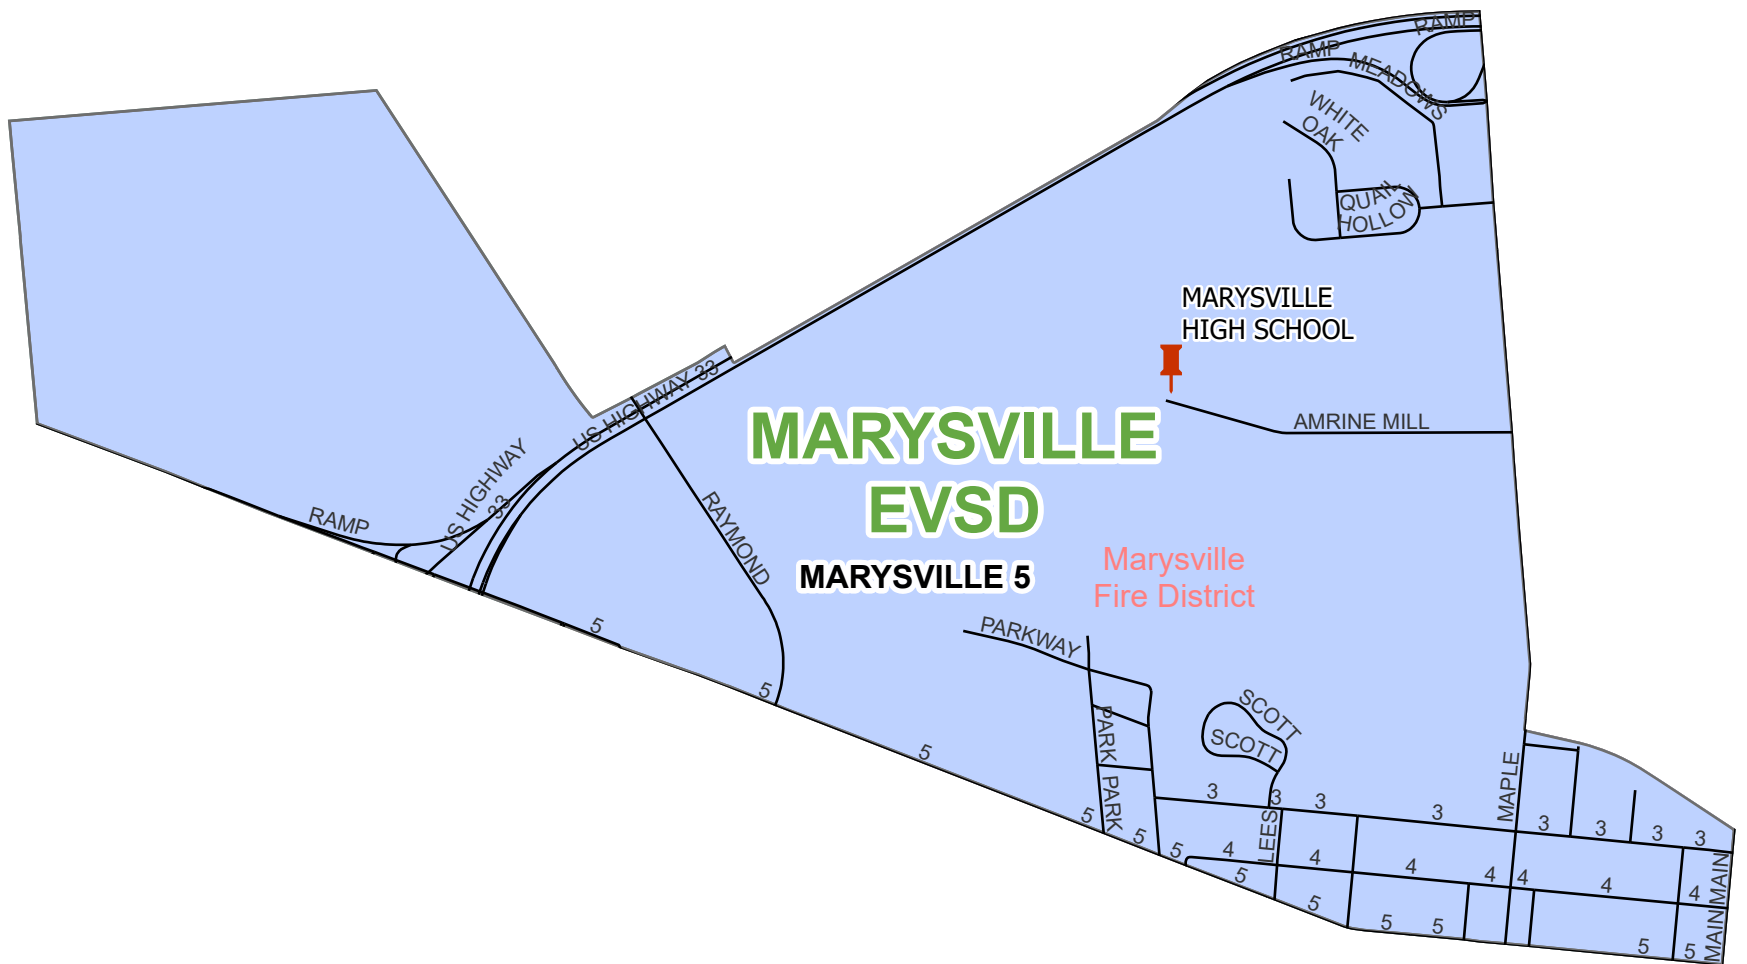 RAMP
RAMP
MEADOWS
WHITE
OAK
QUAIL
HOLLOW
MARYSVILLE
HIGH SCHOOL
US HIGHWAY 33
AMRINE MILL
MARYSVILLE
EVSD
US HIGHWAY
33
RAMP
RAYMOND
MARYSVILLE 5
Marysville
Fire District
5
PARKWAY
5
SCOTT
SCOTT
PARK
5
MAPLE
PARK
3
3
3
3
3
3
3
3
5
5
5
LEES
4
4
4
4
4
4
4
MAIN
MAIN
5
5
5
5
5
5